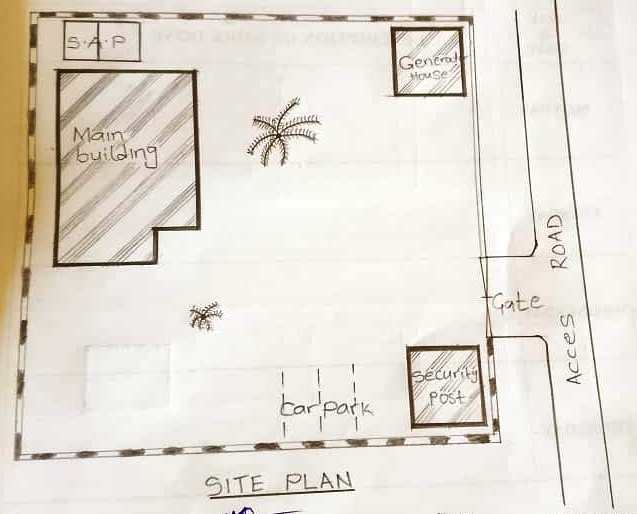 S.A.P
Generator
House
Main
building
ROAD
ACCES
Gate
Security
Post
Car Park
SITE PLAN